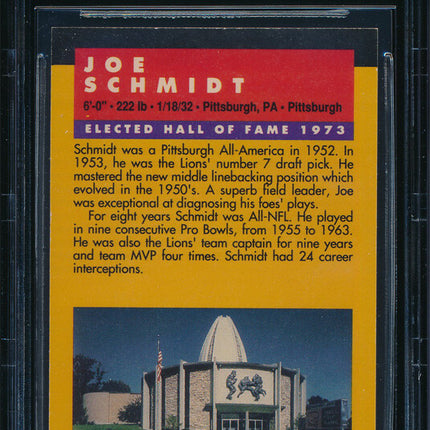 JOE
SCHMIDT
6'-0" • 222 lb • 1/18/32 • Pittsburgh, PA • Pittsburgh
ELECTED HALL OF FAME 1973
Schmidt was a Pittsburgh All-America in 1952. In
1953, he was the Lions' number 7 draft pick. He
mastered the new middle linebacking position which
evolved in the 1950's. A superb field leader, Joe
was exceptional at diagnosing his foes' plays.
For eight years Schmidt was All-NFL. He played
in nine consecutive Pro Bowls, from 1955 to 1963.
He was also the Lions' team captain for nine years
and team MVP four times. Schmidt had 24 career
interceptions.